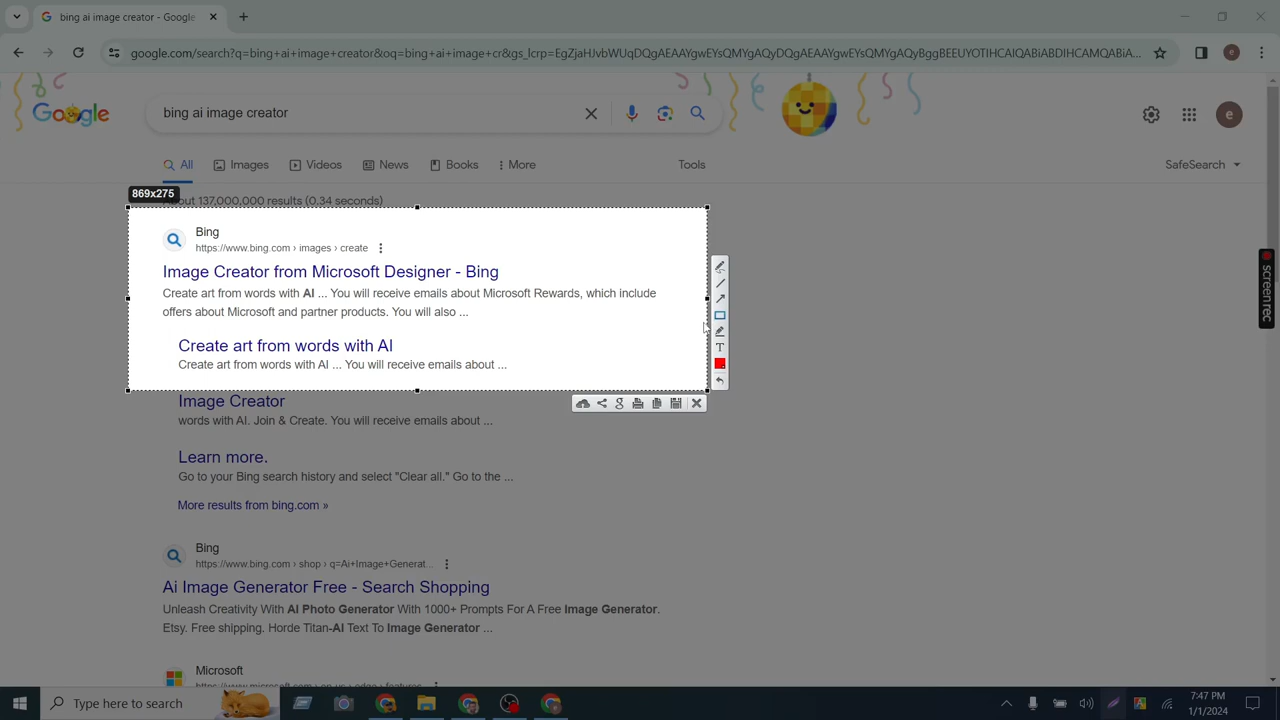 bing ai image creator - Google
google.com/search?q=bing+ai+image+creator&oq=bing+ai+image+cr&gs_lcrp=EgZjaHJvbWUqDQgAEAAYgwEYsQMYgAQyDQgAEAAYgwEYsQMYgAQyBggBEEUYOTIHCAIQABiABDIHCAMQABiA...
e
Google
bing ai image creator
e
All
Images
Videos
News
Books
More
Tools
SafeSearch
869x275
About 137,000,000 results (0.34 seconds)
Bing
https://www.bing.com › images › create
Image Creator from Microsoft Designer - Bing
Create art from words with AI ... You will receive emails about Microsoft Rewards, which include
offers about Microsoft and partner products. You will also ...
Create art from words with AI
Create art from words with AI ... You will receive emails about ...
screen rec
T
g
Image Creator
words with AI. Join & Create. You will receive emails about ...
Learn more.
Go to your Bing search history and select "Clear all." Go to the ...
More results from bing.com »
Bing
https://www.bing.com › shop › q=Ai+Image+Generat...
Ai Image Generator Free - Search Shopping
Unleash Creativity With AI Photo Generator With 1000+ Prompts For A Free Image Generator.
Etsy. Free shipping. Horde Titan-AI Text To Image Generator ...
Microsoft
Type here to search
7:47 PM
1/1/2024